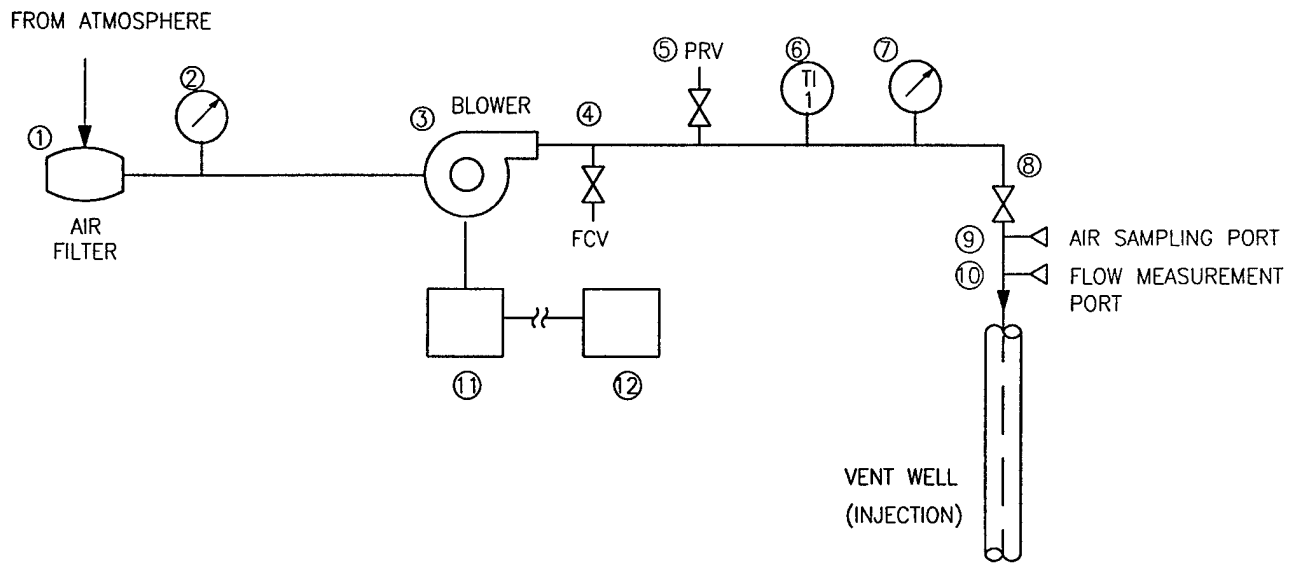 FROM ATMOSPHERE
①
②
AIR
FILTER
③ BLOWER
④
FCV
⑤ PRV
⑥
TI
1
⑦
⑧
⑨ AIR SAMPLING PORT
⑩ FLOW MEASUREMENT
PORT
⑪
⑫
VENT WELL
(INJECTION)